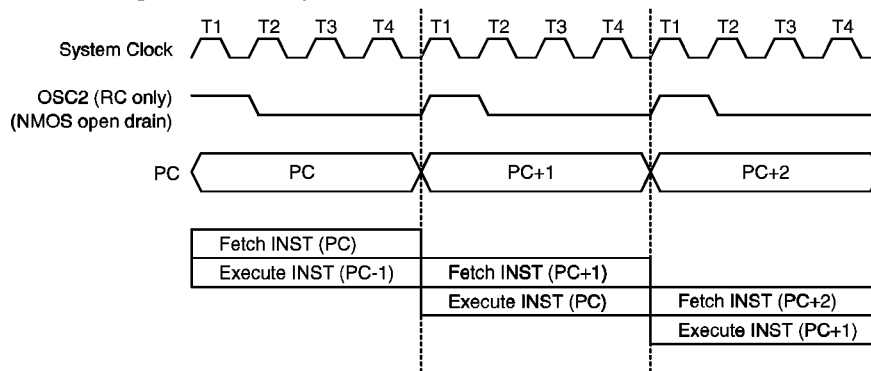 T1 T2 T3 T4 T1 T2 T3 T4 T1 T2 T3 T4
System Clock
OSC2 (RC only)
(NMOS open drain)
PC PC PC+1 PC+2
Fetch INST (PC)
Execute INST (PC-1) Fetch INST (PC+1)
Execute INST (PC) Fetch INST (PC+2)
Execute INST (PC+1)